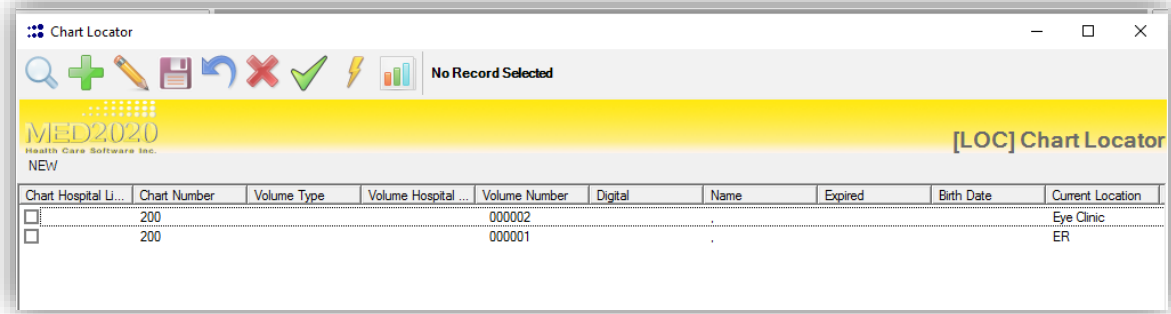 Chart Locator
No Record Selected
MED2020
Health Care Software Inc.
[LOC] Chart Locator
NEW
Chart Hospital Li... Chart Number Volume Type Volume Hospital ... Volume Number Digital Name Expired Birth Date Current Location
200 000002 , Eye Clinic
200 000001 , ER